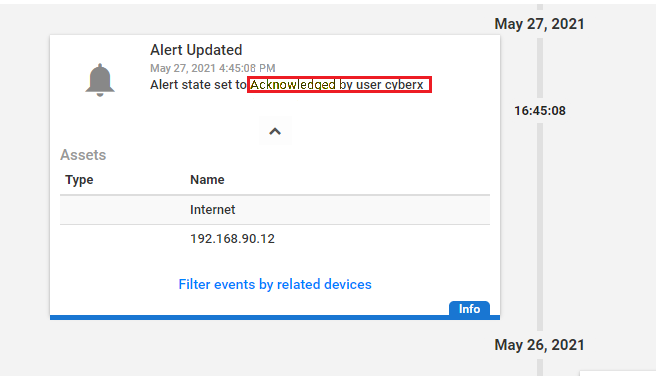 May 27, 2021
Alert Updated
May 27, 2021 4:45:08 PM
Alert state set to Acknowledged by user cyberx
16:45:08
Assets
Type Name
Internet
192.168.90.12
Filter events by related devices
Info
May 26, 2021